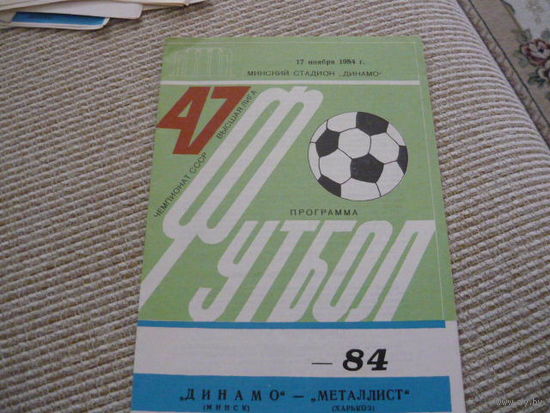 17 ноября 1984 г.
МИНСКИЙ СТАДИОН „ДИНАМО“
47
ЧЕМПИОНАТ СССР
ВЫСШАЯ ЛИГА
ФУТБОЛ
ПРОГРАММА
— 84
„ДИНАМО“ — „МЕТАЛЛИСТ“
(МИНСК) (ХАРЬКОВ)